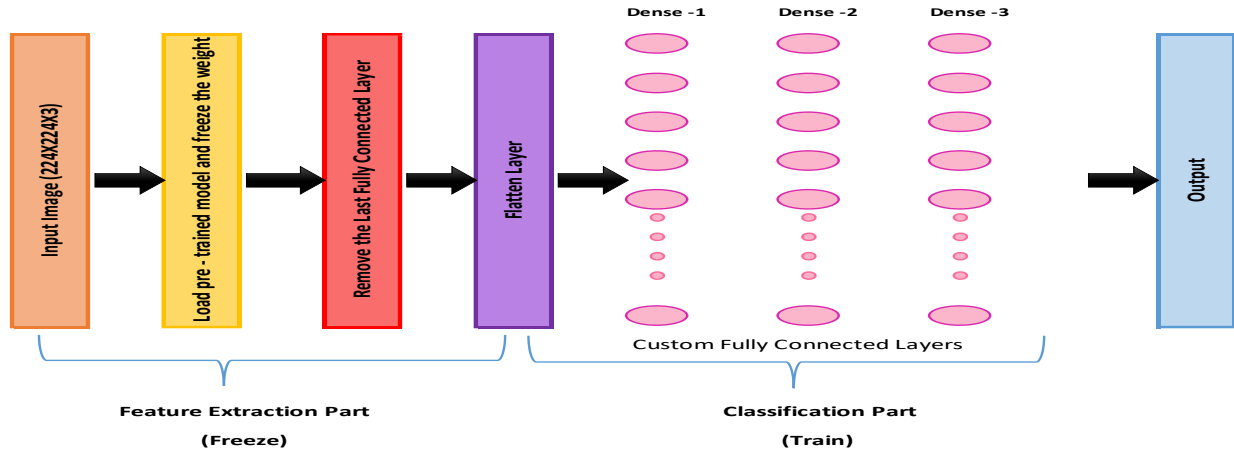 Dense -1
Dense -2
Dense -3
Input Image (224X224X3)
Load pre - trained model and freeze the weight
Remove the Last Fully Connected Layer
Flatten Layer
Output
Custom Fully Connected Layers
Feature Extraction Part
(Freeze)
Classification Part
(Train)